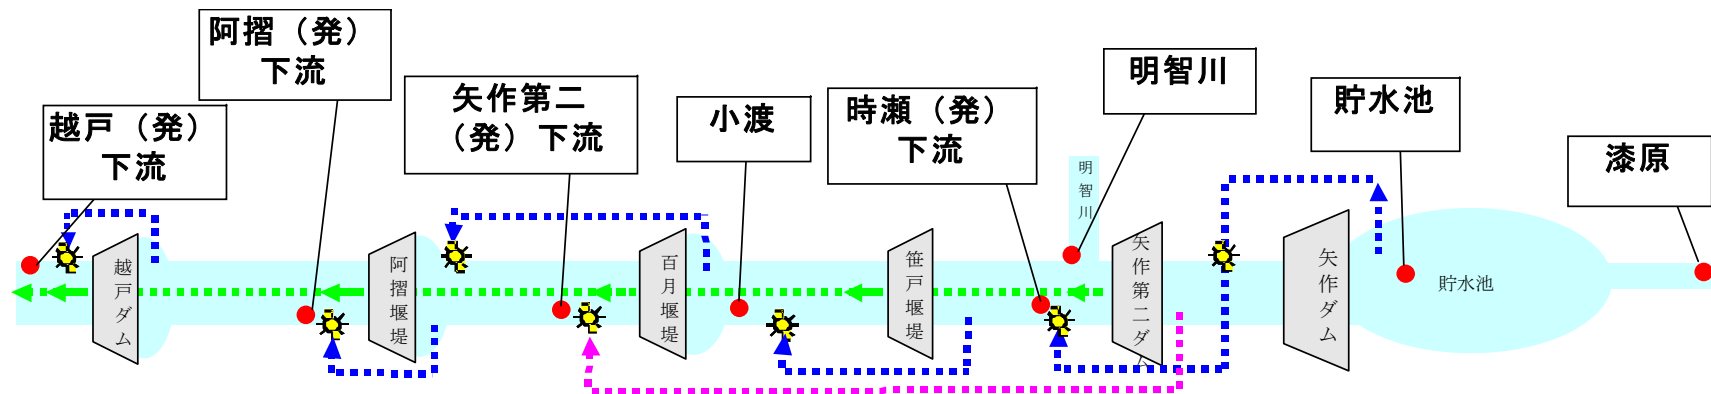 越戸（発）
下流
阿摺（発）
下流
矢作第二
（発）下流
小渡
時瀬（発）
下流
明智川
貯水池
漆原
越戸ダム
阿摺堰堤
百月堰堤
笹戸堰堤
明智川
矢作第二ダム
矢作ダム
貯水池